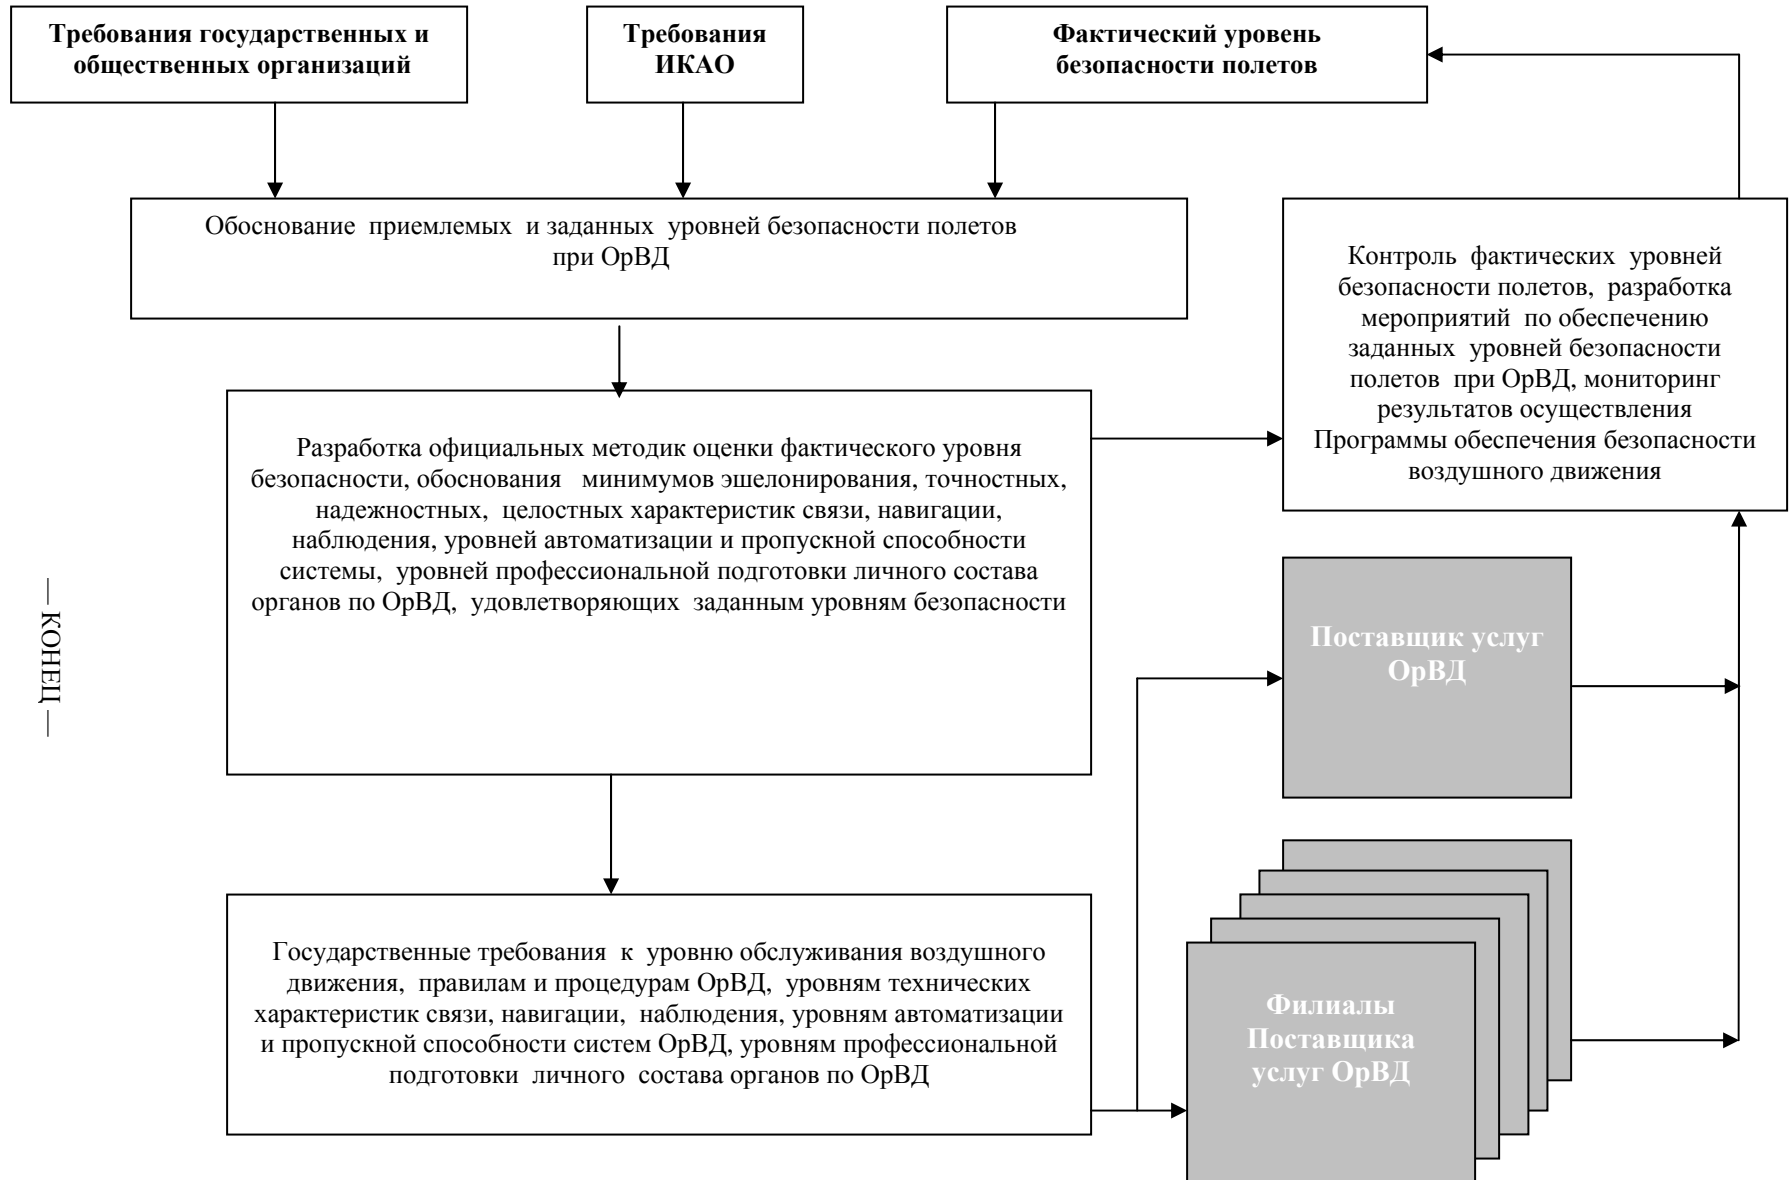 Требования государственных и
общественных организаций
Требования
ИКАО
Фактический уровень
безопасности полетов
Обоснование приемлемых и заданных уровней безопасности полетов
при ОрВД
Контроль фактических уровней
безопасности полетов, разработка
мероприятий по обеспечению
заданных уровней безопасности
полетов при ОрВД, мониторинг
результатов осуществления
Программы обеспечения безопасности
воздушного движения
Разработка официальных методик оценки фактического уровня
безопасности, обоснования минимумов эшелонирования, точностных,
надежностных, целостных характеристик связи, навигации,
наблюдения, уровней автоматизации и пропускной способности
системы, уровней профессиональной подготовки личного состава
органов по ОрВД, удовлетворяющих заданным уровням безопасности
Поставщик услуг
ОрВД
Государственные требования к уровню обслуживания воздушного
движения, правилам и процедурам ОрВД, уровням технических
характеристик связи, навигации, наблюдения, уровням автоматизации
и пропускной способности систем ОрВД, уровням профессиональной
подготовки личного состава органов по ОрВД
Филиалы
Поставщика
услуг ОрВД
— КОНЕЦ —